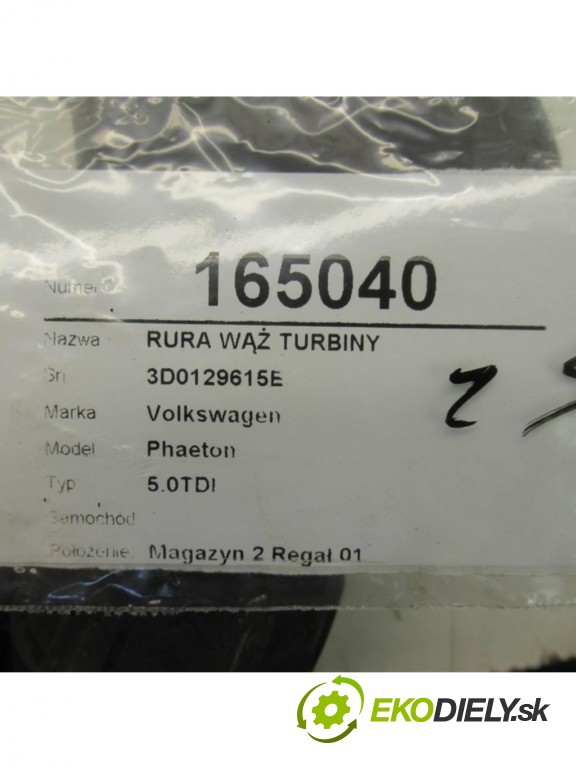 Numer 165040
Nazwa RURA WĄŻ TURBINY
Sn 3D0129615E
Marka Volkswagen
Model Phaeton
Typ 5.0TDI
Samochód
Położenie: Magazyn 2 Regał 01
EKODIELY.sk